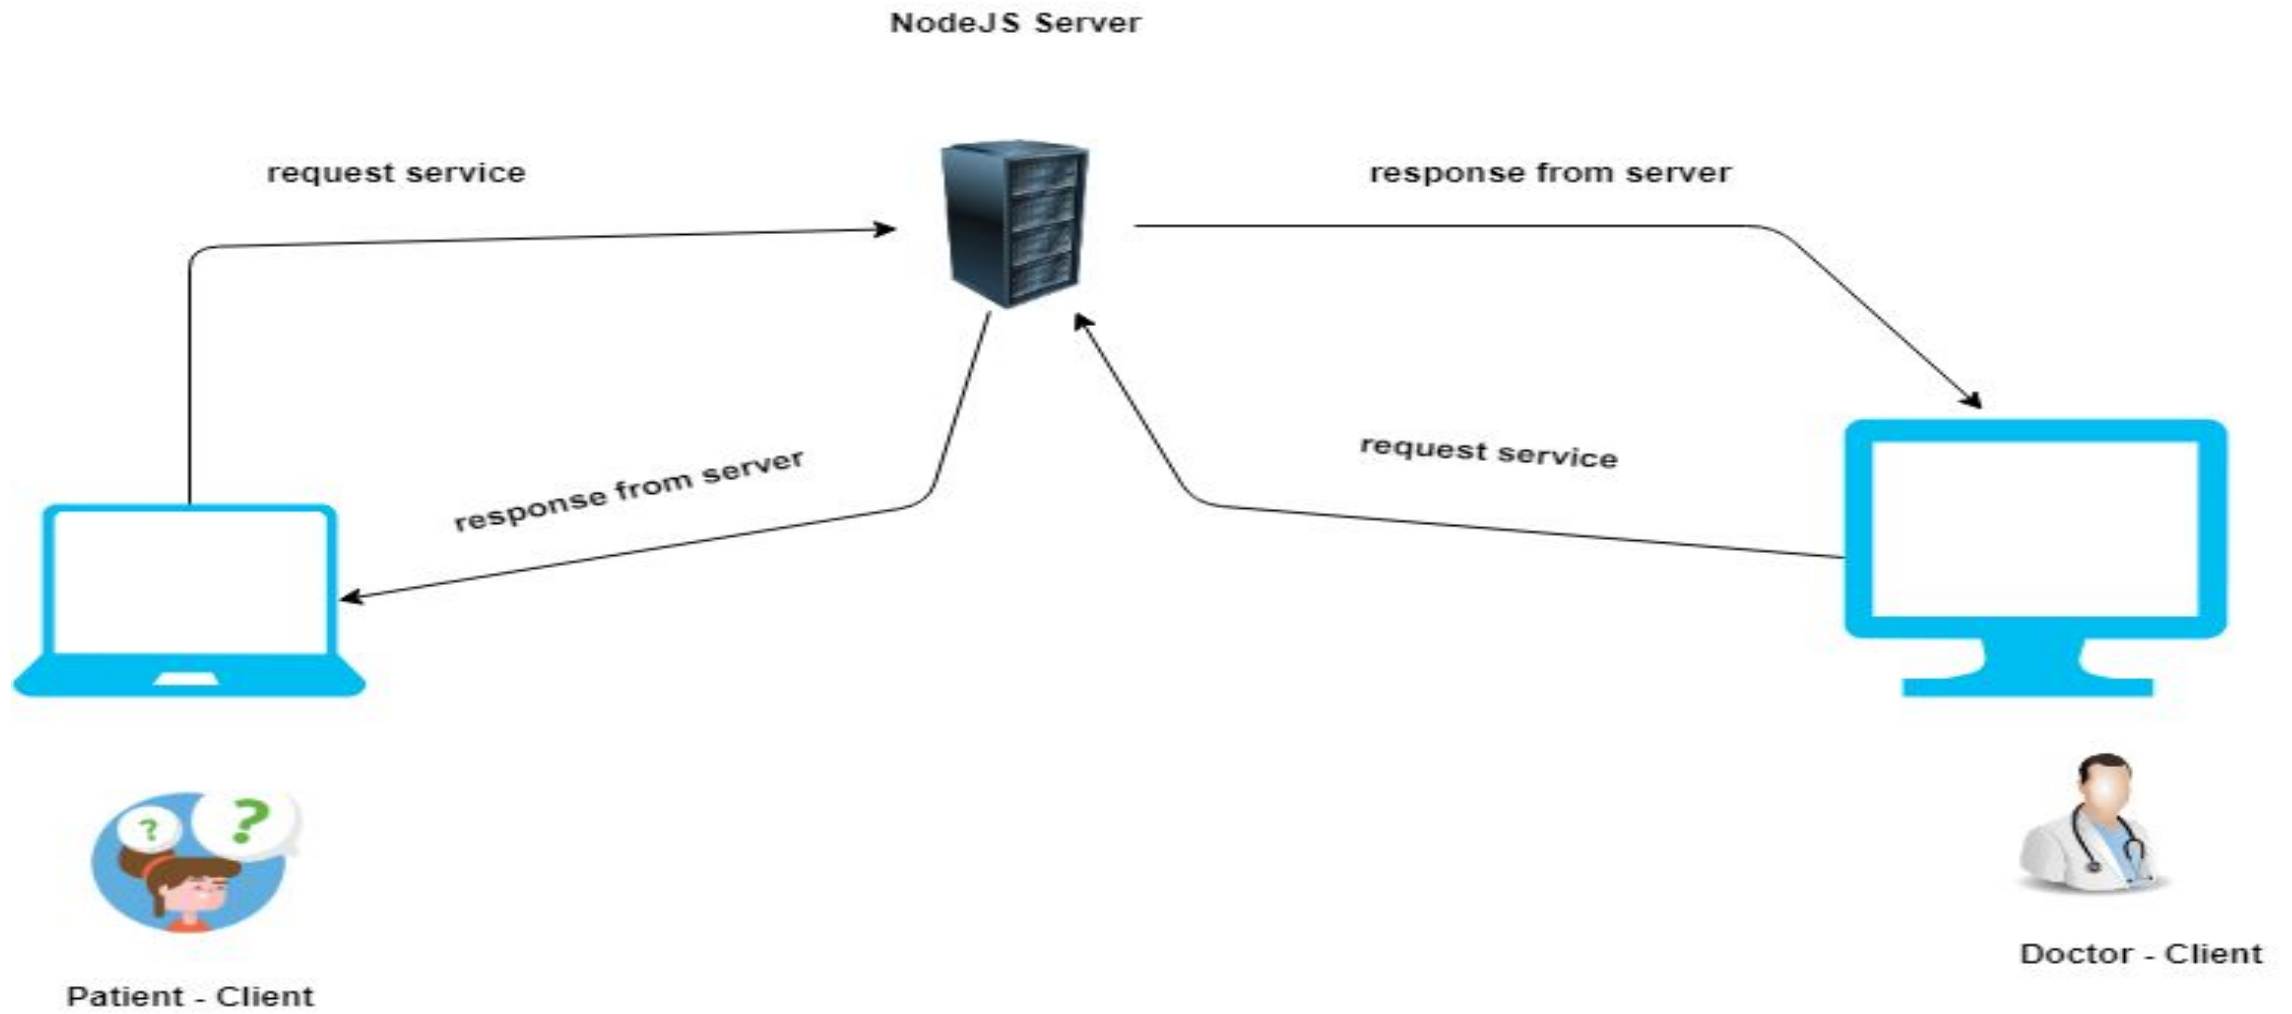 NodeJS Server
request service
response from server
response from server
request service
?
?
Doctor - Client
Patient - Client